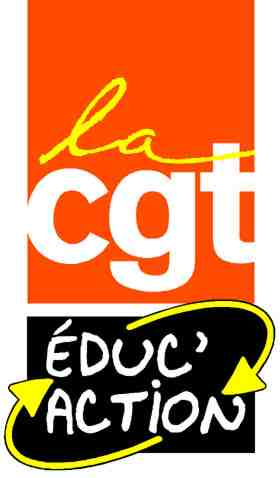 la
cgt
ÉDUC'
ACTION